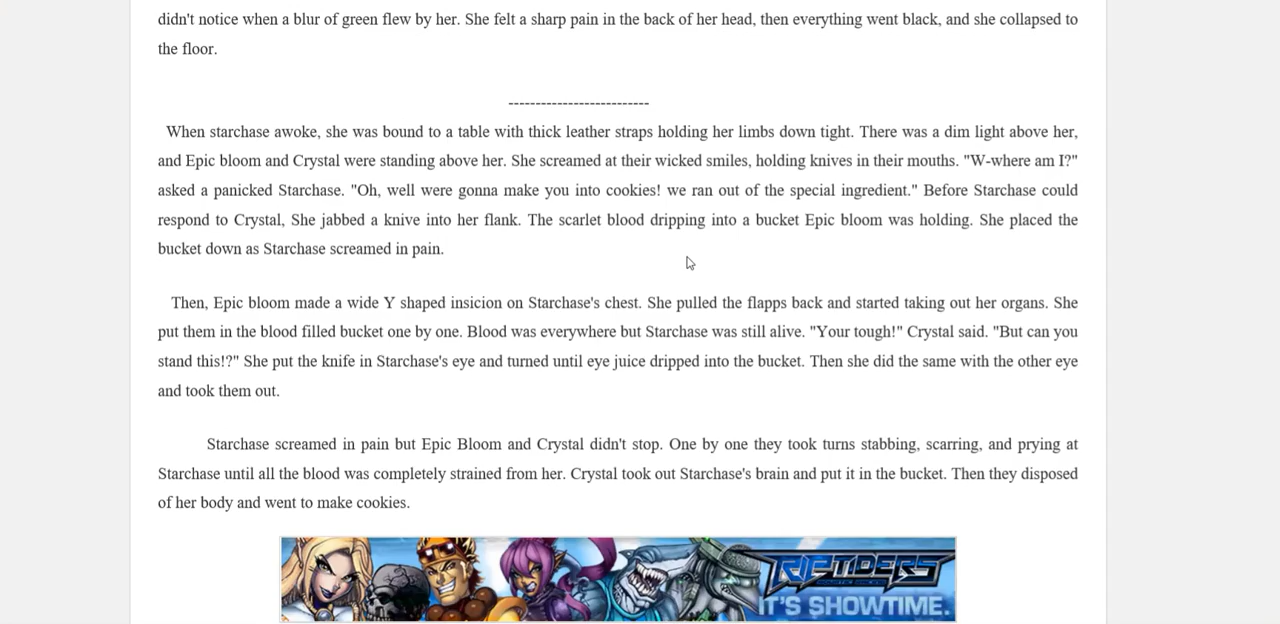 didn't notice when a blur of green flew by her. She felt a sharp pain in the back of her head, then everything went black, and she collapsed to
the floor.
--------------------------
When starchase awoke, she was bound to a table with thick leather straps holding her limbs down tight. There was a dim light above her,
and Epic bloom and Crystal were standing above her. She screamed at their wicked smiles, holding knives in their mouths. "W-where am I?"
asked a panicked Starchase. "Oh, well were gonna make you into cookies! we ran out of the special ingredient." Before Starchase could
respond to Crystal, She jabbed a knive into her flank. The scarlet blood dripping into a bucket Epic bloom was holding. She placed the
bucket down as Starchase screamed in pain.
Then, Epic bloom made a wide Y shaped insicion on Starchase's chest. She pulled the flapps back and started taking out her organs. She
put them in the blood filled bucket one by one. Blood was everywhere but Starchase was still alive. "Your tough!" Crystal said. "But can you
stand this!?" She put the knife in Starchase's eye and turned until eye juice dripped into the bucket. Then she did the same with the other eye
and took them out.
Starchase screamed in pain but Epic Bloom and Crystal didn't stop. One by one they took turns stabbing, scarring, and prying at
Starchase until all the blood was completely strained from her. Crystal took out Starchase's brain and put it in the bucket. Then they disposed
of her body and went to make cookies.
RIPTIDERS
IT'S SHOWTIME.